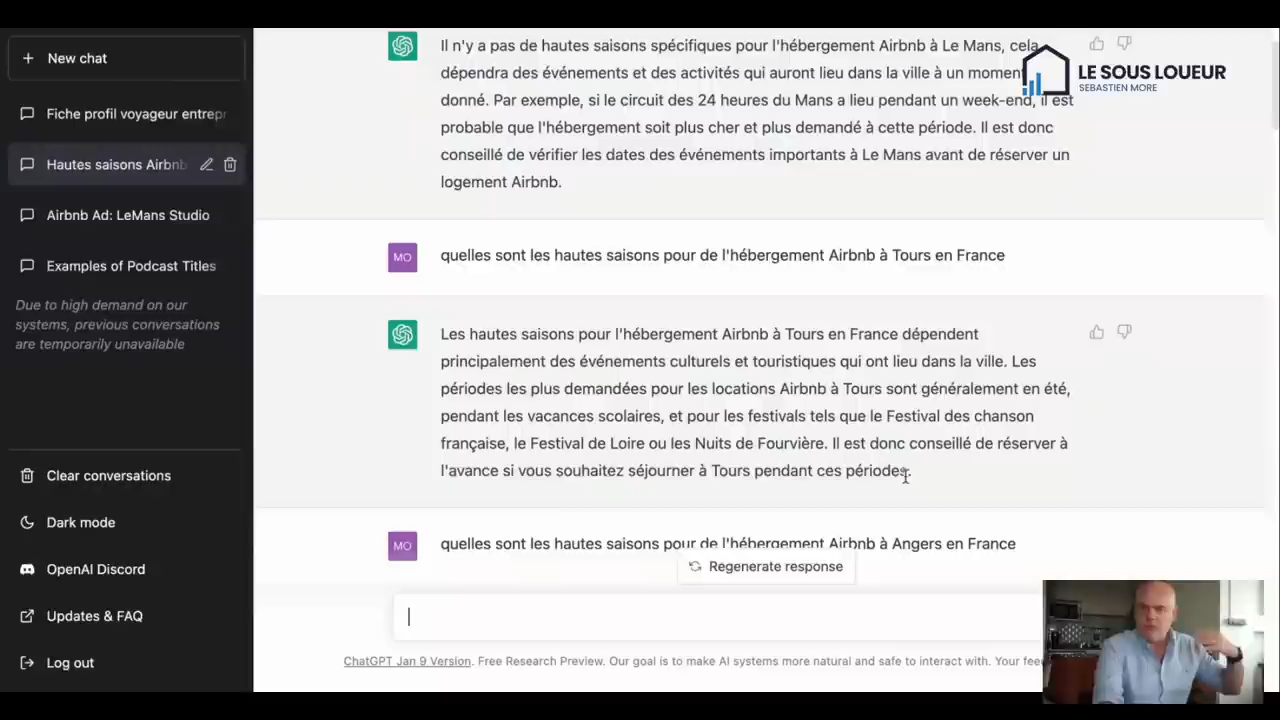 New chat
Fiche profil voyageur entrepr
Hautes saisons Airbnb
Airbnb Ad: LeMans Studio
Examples of Podcast Titles
Due to high demand on our
systems, previous conversations
are temporarily unavailable
Clear conversations
Dark mode
OpenAI Discord
Updates & FAQ
Log out
Il n'y a pas de hautes saisons spécifiques pour l'hébergement Airbnb à Le Mans, cela
dépendra des événements et des activités qui auront lieu dans la ville à un moment
donné. Par exemple, si le circuit des 24 heures du Mans a lieu pendant un week-end, il est
probable que l'hébergement soit plus cher et plus demandé à cette période. Il est donc
conseillé de vérifier les dates des événements importants à Le Mans avant de réserver un
logement Airbnb.
LE SOUS LOUEUR
SEBASTIEN MORE
MO
quelles sont les hautes saisons pour de l'hébergement Airbnb à Tours en France
Les hautes saisons pour l'hébergement Airbnb à Tours en France dépendent
principalement des événements culturels et touristiques qui ont lieu dans la ville. Les
périodes les plus demandées pour les locations Airbnb à Tours sont généralement en été,
pendant les vacances scolaires, et pour les festivals tels que le Festival des chanson
française, le Festival de Loire ou les Nuits de Fourvière. Il est donc conseillé de réserver à
l'avance si vous souhaitez séjourner à Tours pendant ces périodes.
MO
quelles sont les hautes saisons pour de l'hébergement Airbnb à Angers en France
Regenerate response
ChatGPT Jan 9 Version. Free Research Preview. Our goal is to make AI systems more natural and safe to interact with. Your fee